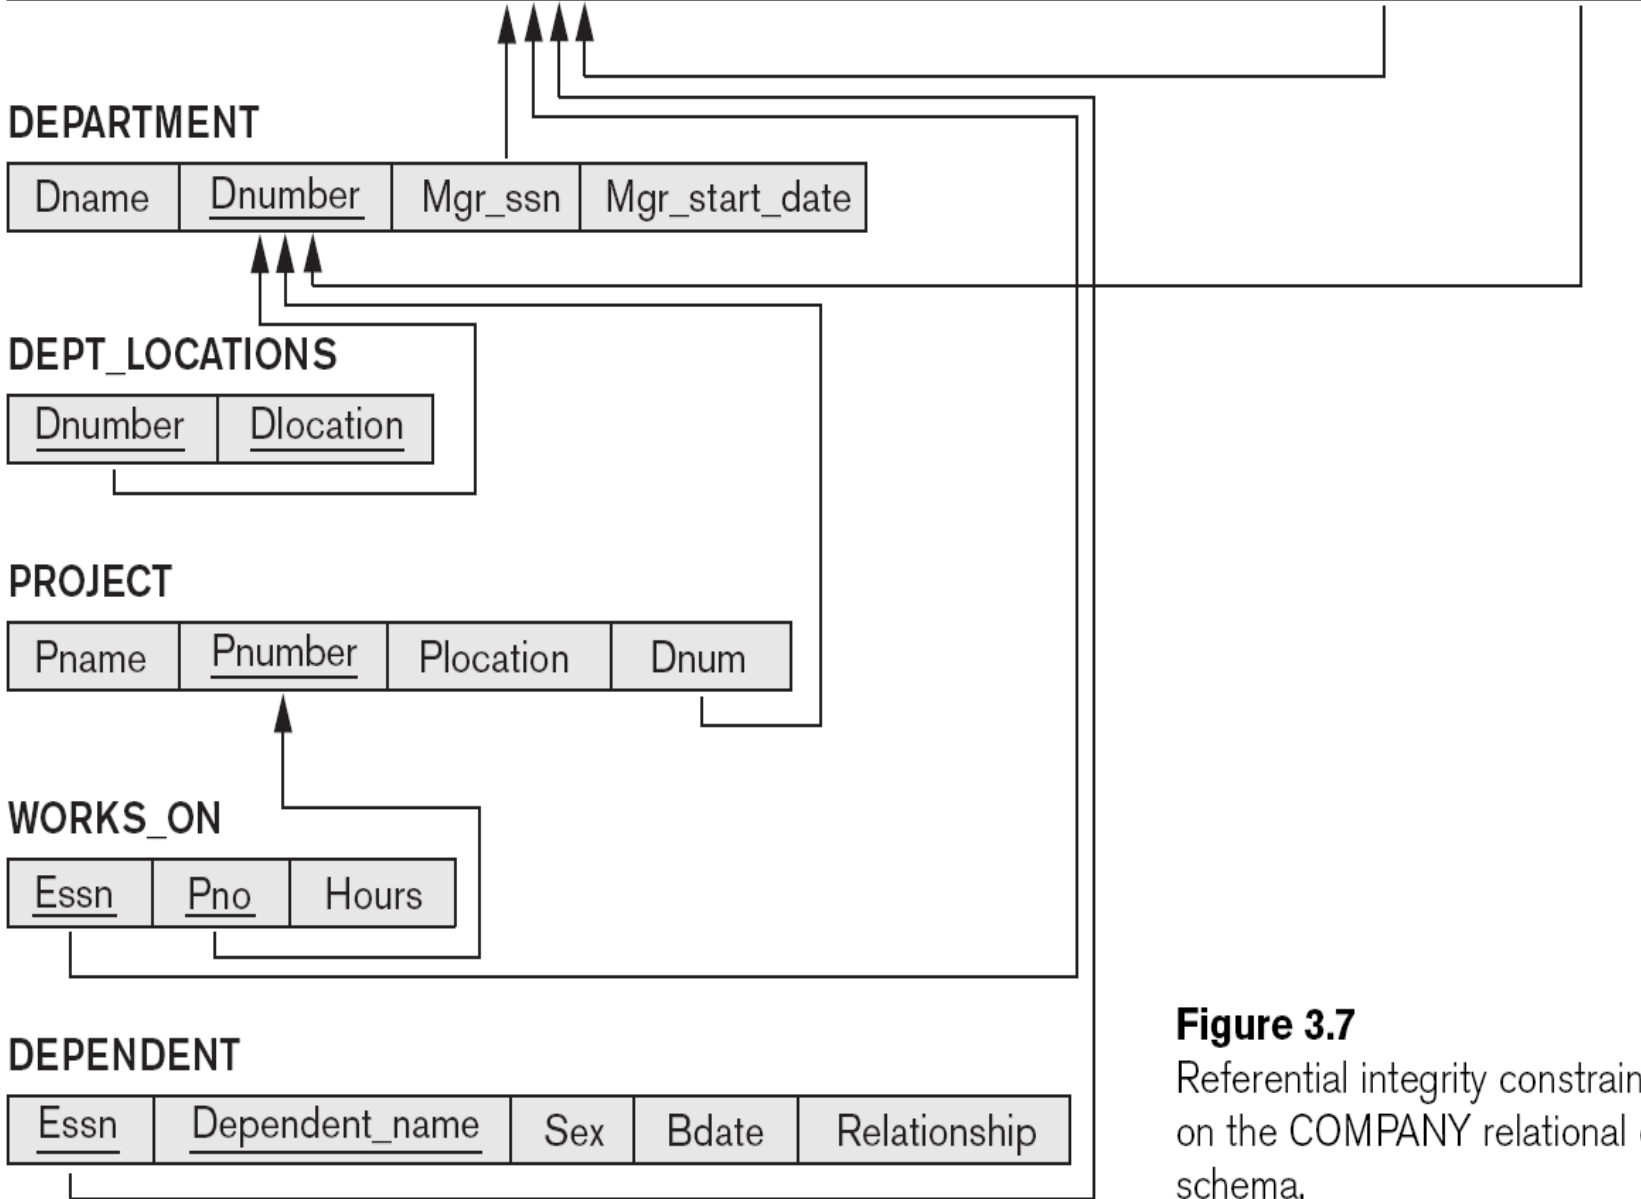 DEPARTMENT
Dname Dnumber Mgr_ssn Mgr_start_date
DEPT_LOCATIONS
Dnumber Dlocation
PROJECT
Pname Pnumber Plocation Dnum
WORKS_ON
Essn Pno Hours
DEPENDENT
Essn Dependent_name Sex Bdate Relationship
Figure 3.7
Referential integrity constrain
on the COMPANY relational
schema.